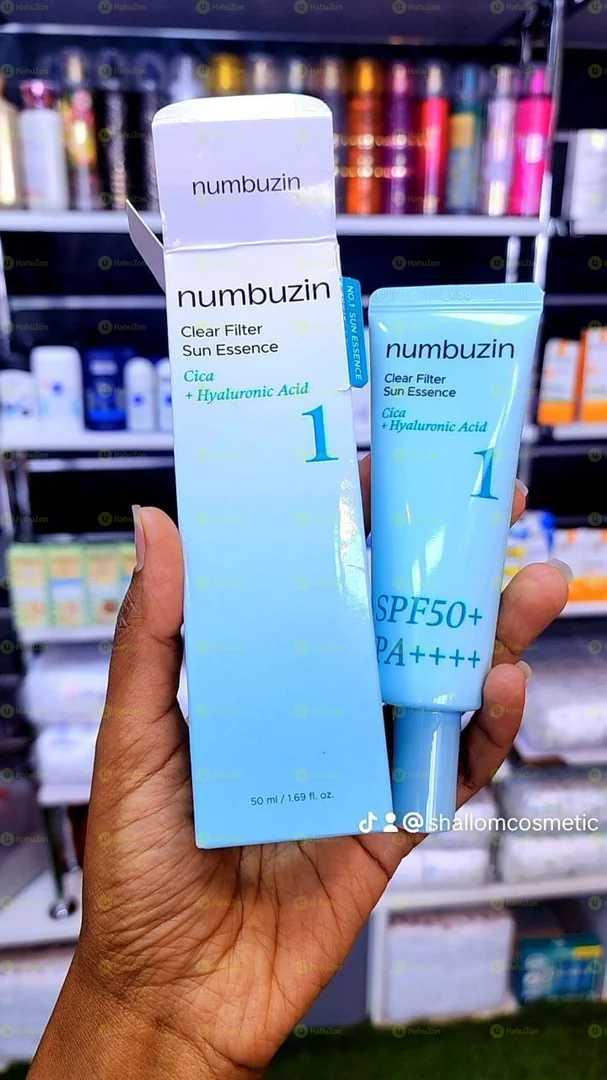 numbuzin
numbuzin
Clear Filter
Sun Essence
Cica
+ Hyaluronic Acid
1
50 ml / 1.69 fl. oz.
NO.1 SUN ESSENCE
numbuzin
Clear Filter
Sun Essence
Cica
+ Hyaluronic Acid
1
SPF50+
PA++++
@shallomcosmetic
HahuZon